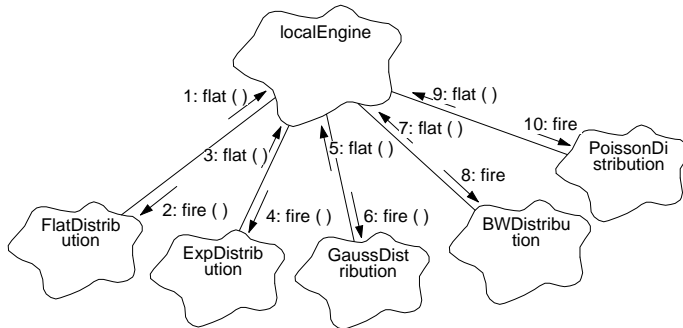 localEngine
1: flat ( )
9: flat ( )
10: fire
7: flat ( )
3: flat ( )
5: flat ( )
PoissonDi
stribution
8: fire
2: fire ( )
4: fire ( )
6: fire ( )
FlatDistrib
ution
ExpDistrib
ution
GaussDist
ribution
BWDistribu
tion